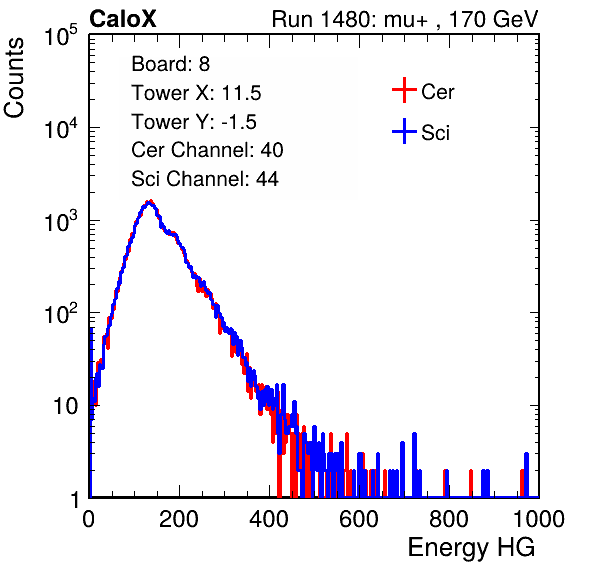 CaloX Run 1480: mu+ , 170 GeV
Counts
Board: 8
Tower X: 11.5
Tower Y: -1.5
Cer Channel: 40
Sci Channel: 44
Cer
Sci
10^5
10^4
10^3
10^2
10
1
0 200 400 600 800 1000
Energy HG